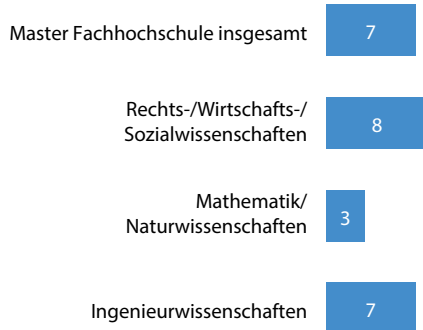 Master Fachhochschule insgesamt 7
Rechts-/Wirtschafts-/
Sozialwissenschaften 8
Mathematik/
Naturwissenschaften 3
Ingenieurwissenschaften 7